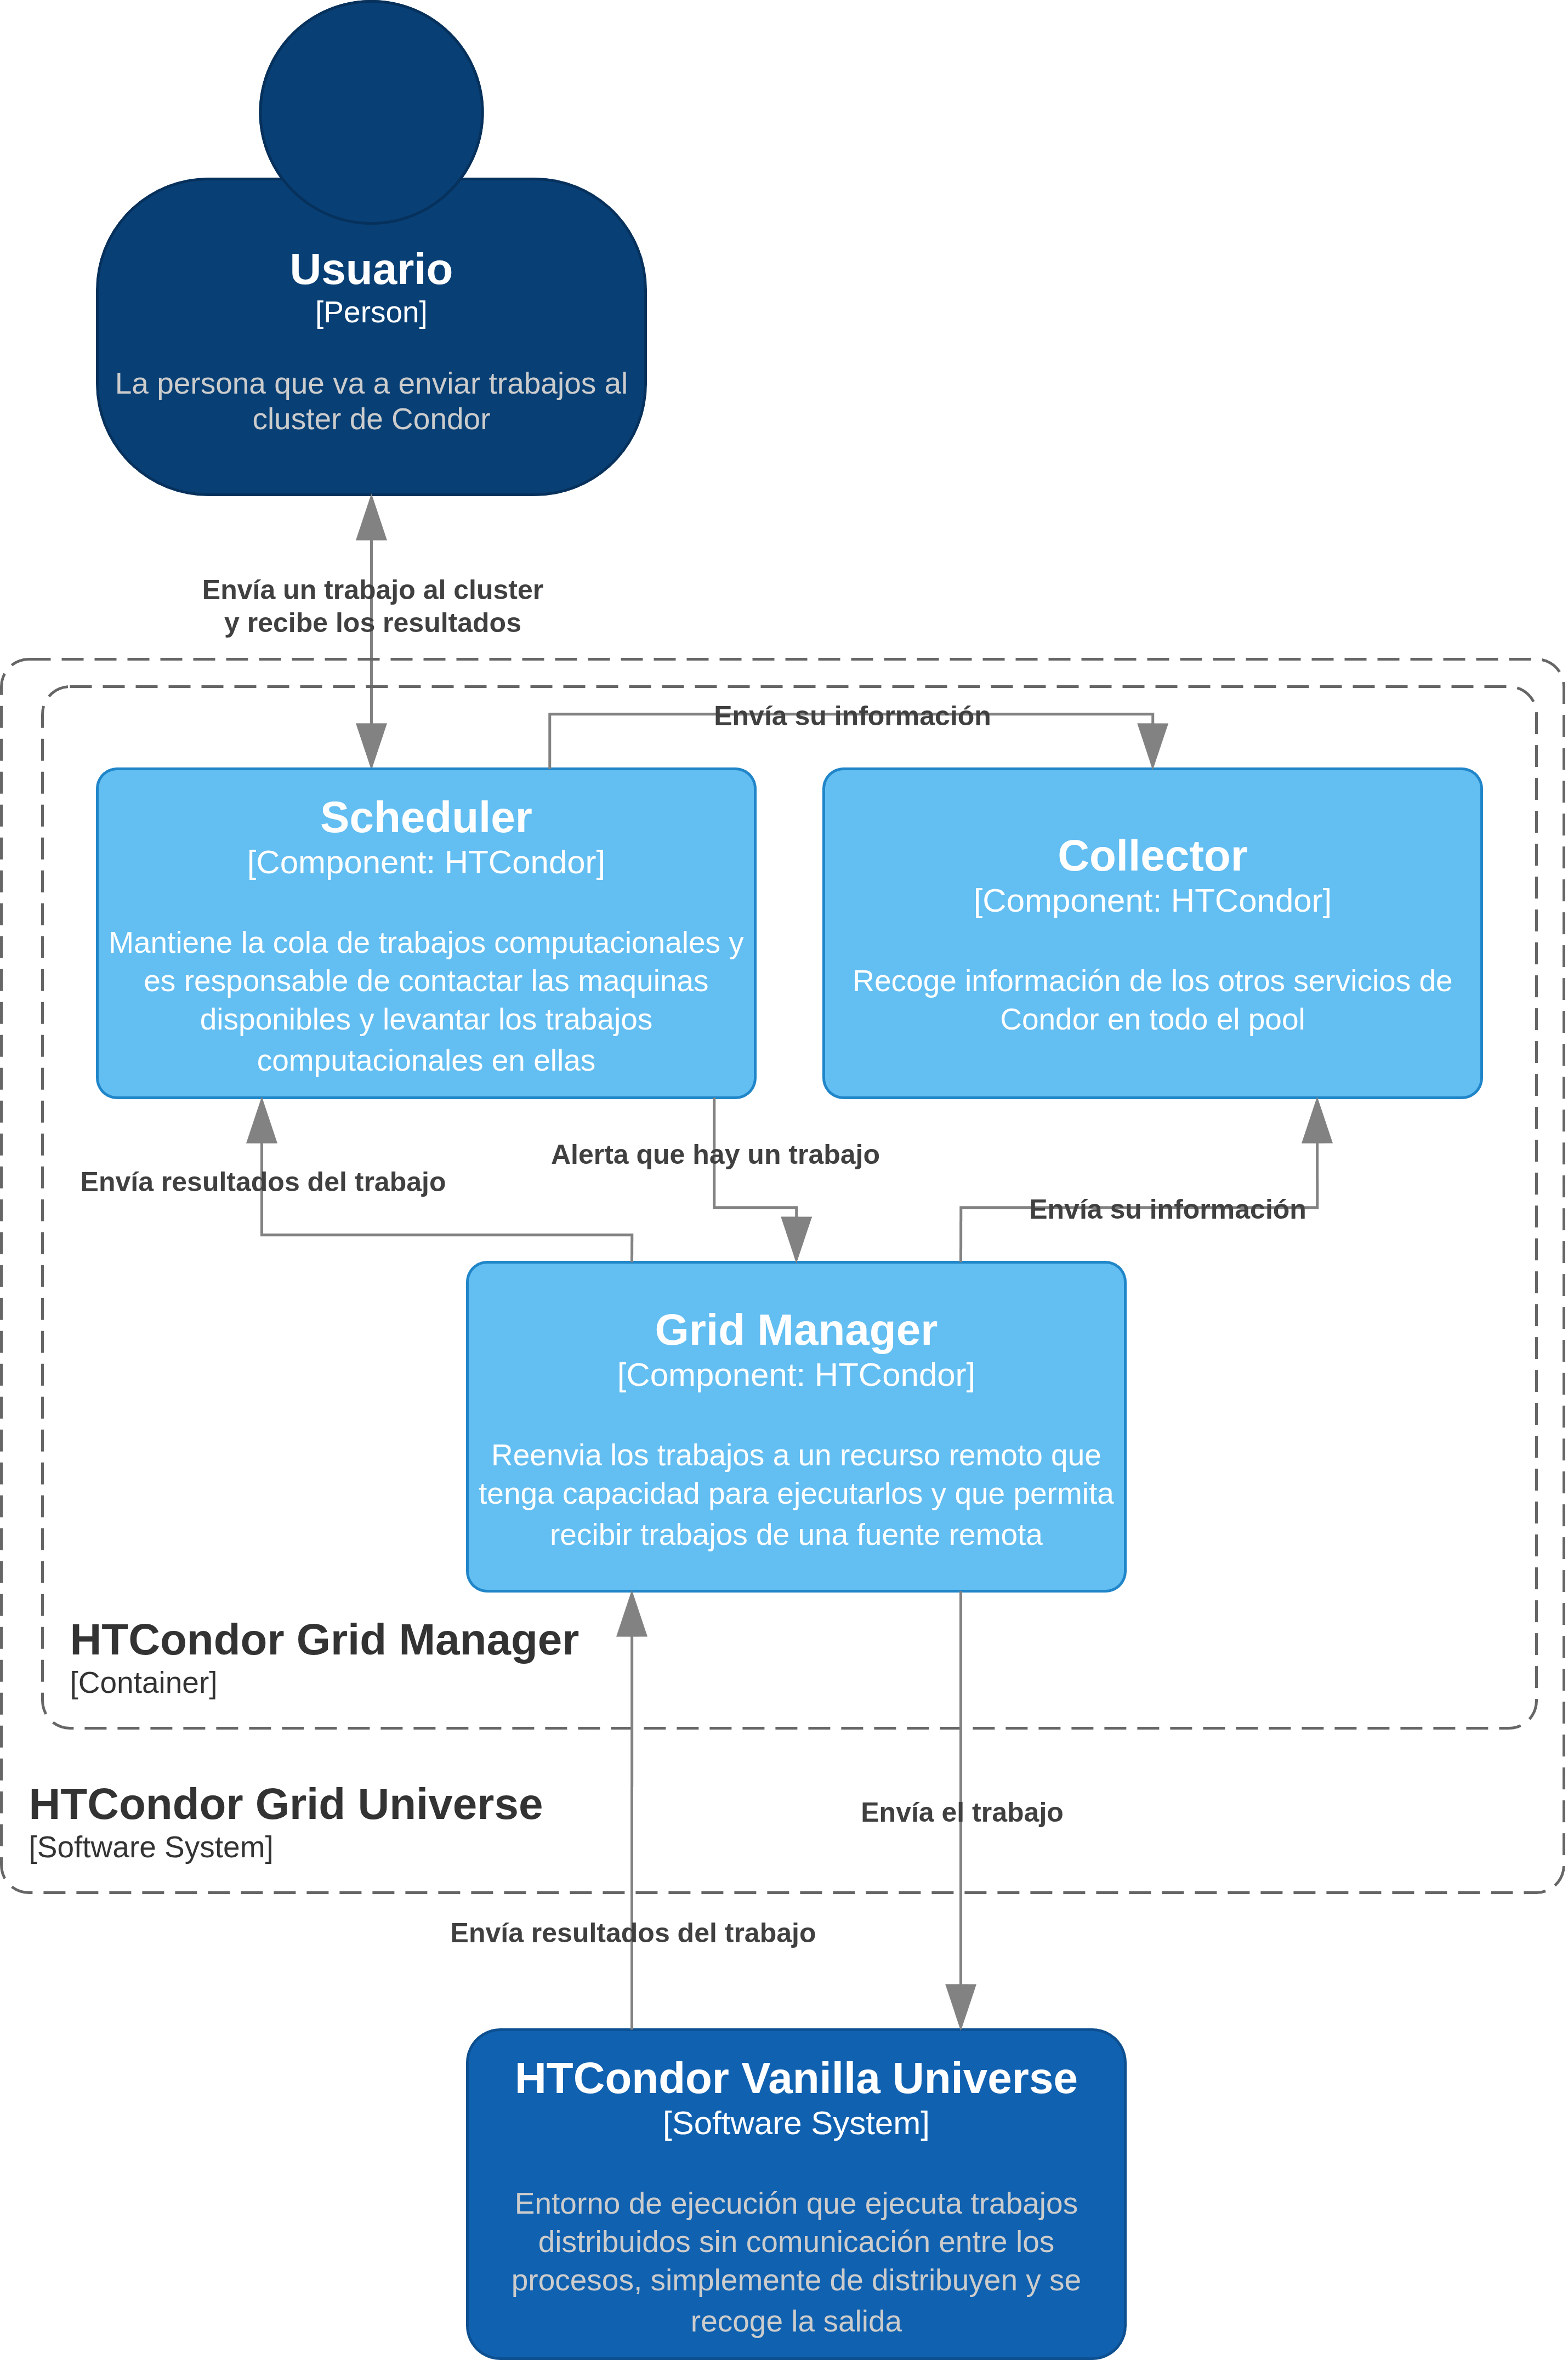 Usuario
[Person]
La persona que va a enviar trabajos al
cluster de Condor
Envía un trabajo al cluster
y recibe los resultados
Envía su información
Scheduler
[Component: HTCondor]
Mantiene la cola de trabajos computacionales y
es responsable de contactar las maquinas
disponibles y levantar los trabajos
computacionales en ellas
Collector
[Component: HTCondor]
Recoge información de los otros servicios de
Condor en todo el pool
Alerta que hay un trabajo
Envía resultados del trabajo
Envía su información
Grid Manager
[Component: HTCondor]
Reenvia los trabajos a un recurso remoto que
tenga capacidad para ejecutarlos y que permita
recibir trabajos de una fuente remota
HTCondor Grid Manager
[Container]
HTCondor Grid Universe
[Software System]
Envía el trabajo
Envía resultados del trabajo
HTCondor Vanilla Universe
[Software System]
Entorno de ejecución que ejecuta trabajos
distribuidos sin comunicación entre los
procesos, simplemente de distribuyen y se
recoge la salida